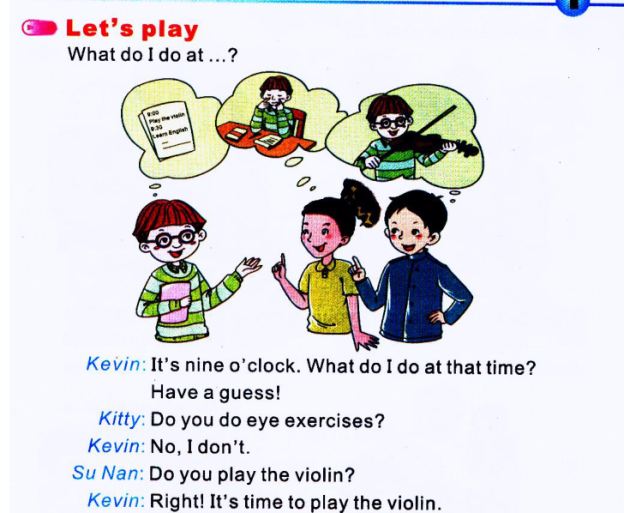 Let's play
What do I do at ...?
9:00
Play the violin
9:30
Learn English
Kevin: It's nine o'clock. What do I do at that time?
Have a guess!
Kitty: Do you do eye exercises?
Kevin: No, I don't.
Su Nan: Do you play the violin?
Kevin: Right! It's time to play the violin.